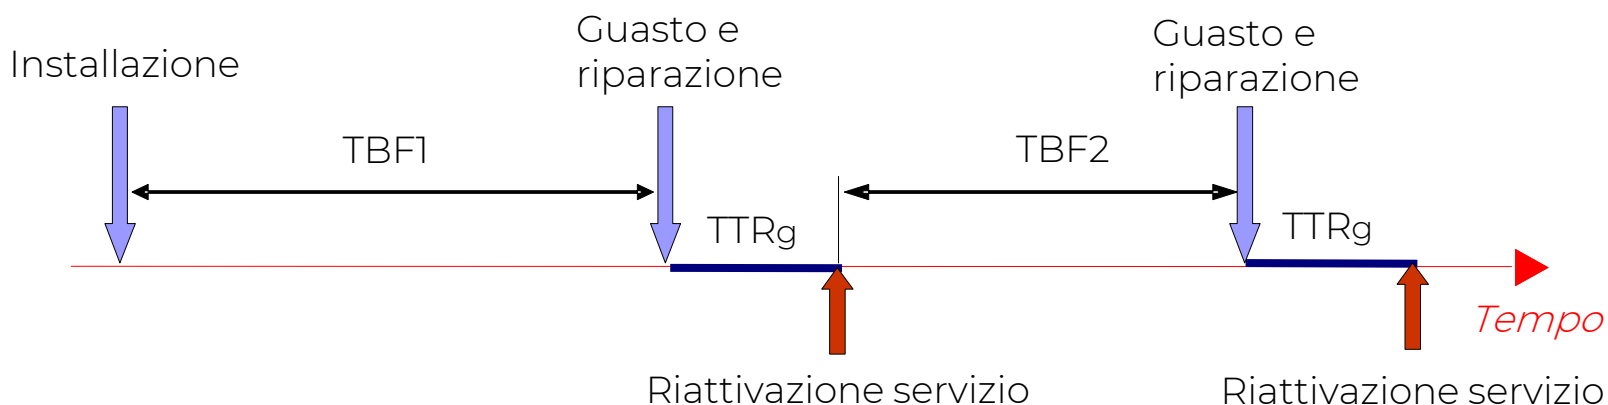 Installazione
Guasto e
riparazione
Guasto e
riparazione
TBF1
TBF2
TTRg
TTRg
Tempo
Riattivazione servizio
Riattivazione servizio